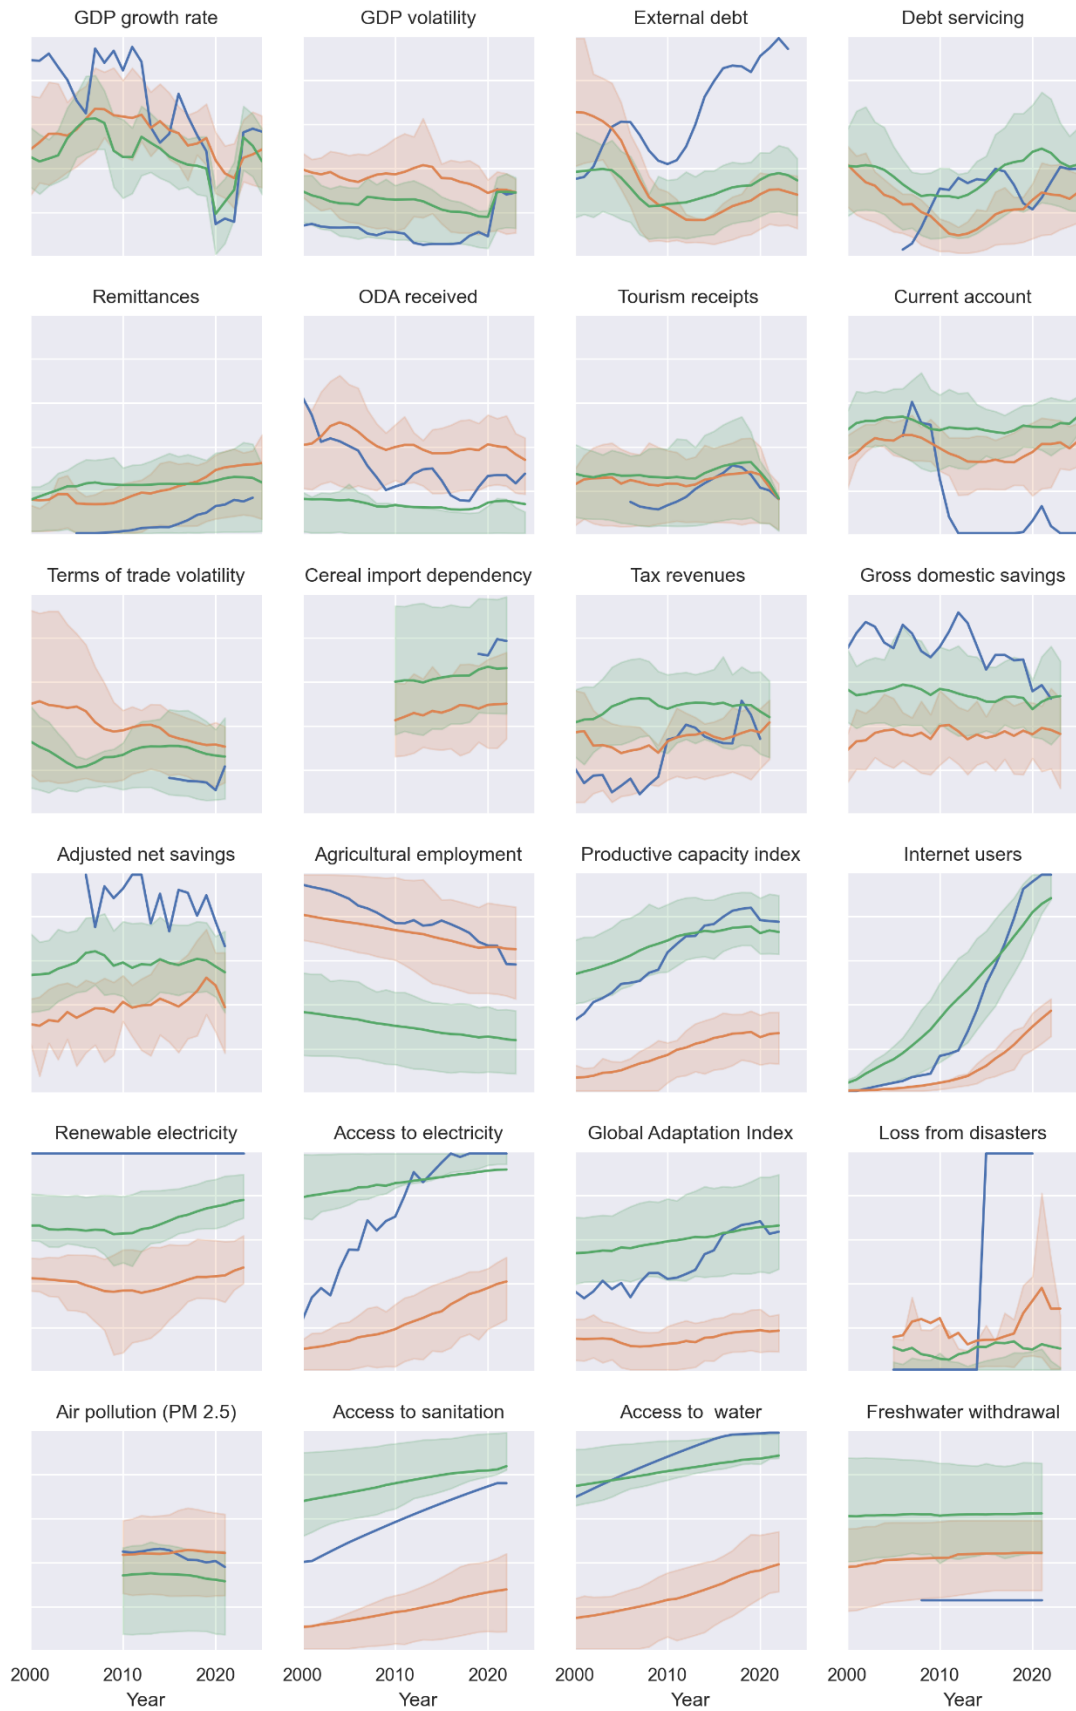 GDP growth rate GDP volatility External debt Debt servicing
Remittances ODA received Tourism receipts Current account
Terms of trade volatility Cereal import dependency Tax revenues Gross domestic savings
Adjusted net savings Agricultural employment Productive capacity index Internet users
Renewable electricity Access to electricity Global Adaptation Index Loss from disasters
Air pollution (PM 2.5) Access to sanitation Access to  water Freshwater withdrawal
2000 2010 2020 2000 2010 2020 2000 2010 2020 2000 2010 2020
Year Year Year Year